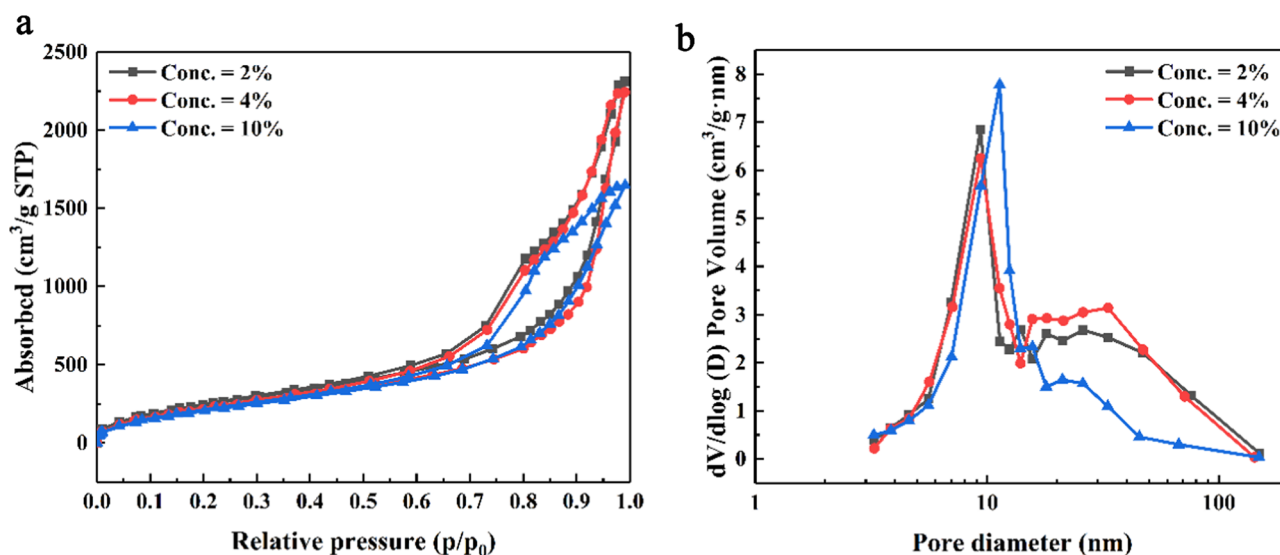 a
2500
2250
2000
1500
1000
500
0
Conc. = 2%
Conc. = 4%
Conc. = 10%
Absorbcd (cm³/g STP)
0.0 0.1 0.2 0.3 0.4 0.5 0.6 0.7 0.8 0.9 1.0
Relative pressure (p/p₀)
b
8
7
6
5
4
3
2
1
0
Conc. = 2%
Conc. = 4%
Conc. = 10%
dV/dlog (D) Pore Volume (cm³/g·nm)
1 10 100
Pore diameter (nm)